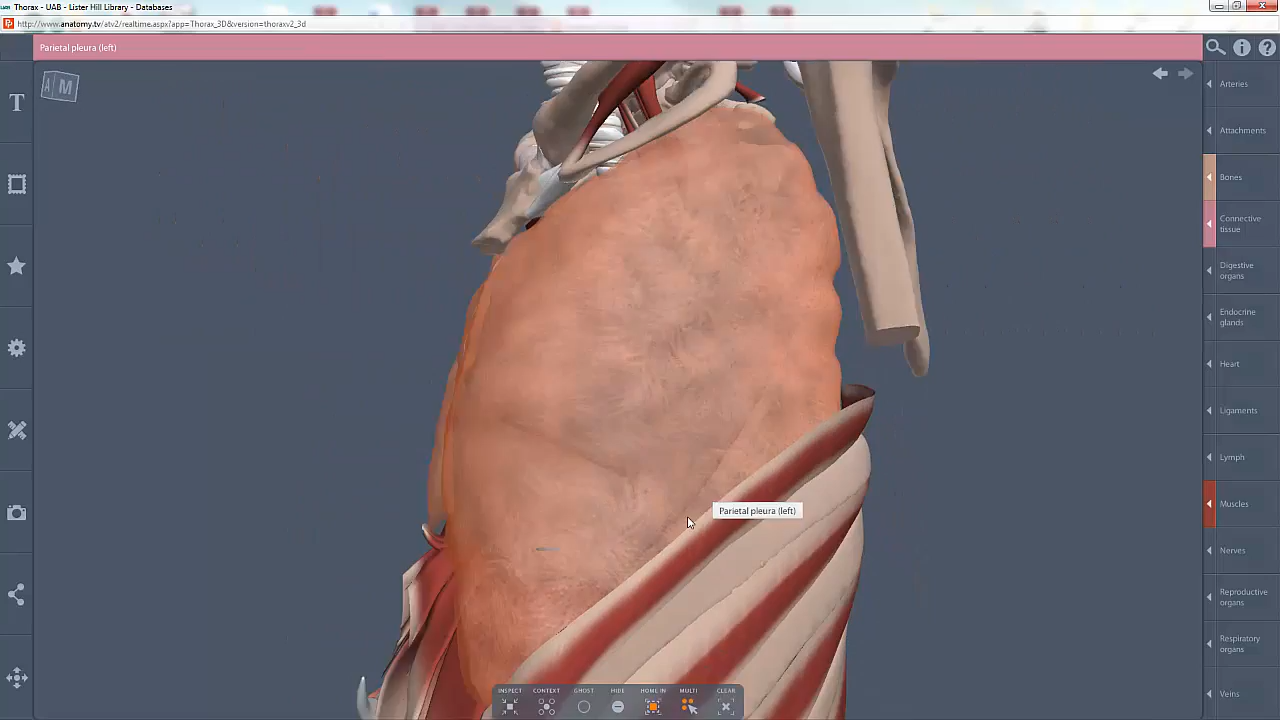 Thorax - UAB - Lister Hill Library - Databases
http://www.anatomy.tv/atv2/realtime.aspx?app=Thorax_3D&version=thoraxv2_3d
Parietal pleura (left)
A M
T
Arteries
Attachments
Bones
Connective
tissue
Digestive
organs
Endocrine
glands
Heart
Ligaments
Lymph
Muscles
Nerves
Reproductive
organs
Respiratory
organs
Veins
Parietal pleura (left)
INSPECT CONTEXT GHOST HIDE HOME IN MULTI CLEAR